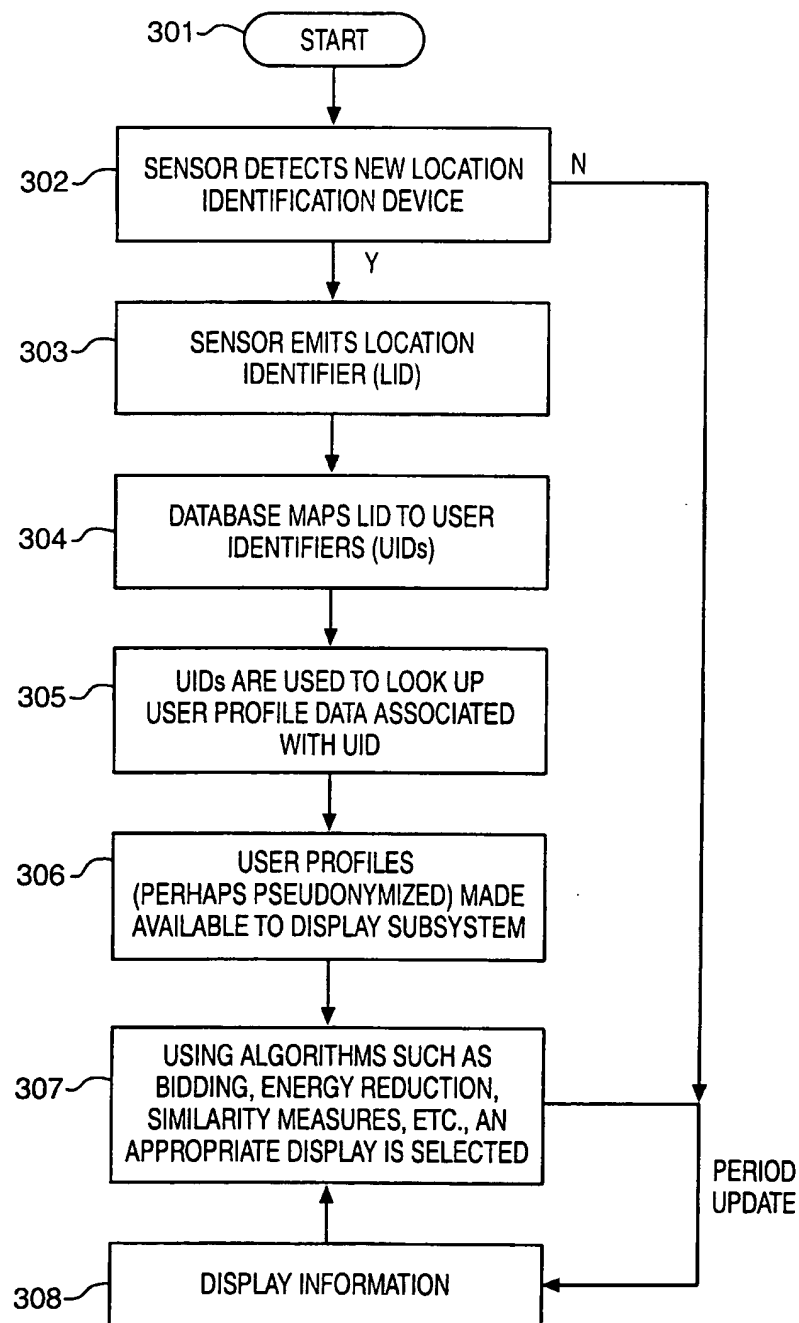 301
START
302
SENSOR DETECTS NEW LOCATION
IDENTIFICATION DEVICE
N
Y
303
SENSOR EMITS LOCATION
IDENTIFIER (LID)
304
DATABASE MAPS LID TO USER
IDENTIFIERS (UIDs)
305
UIDs ARE USED TO LOOK UP
USER PROFILE DATA ASSOCIATED
WITH UID
306
USER PROFILES
(PERHAPS PSEUDONYMIZED) MADE
AVAILABLE TO DISPLAY SUBSYSTEM
307
USING ALGORITHMS SUCH AS
BIDDING, ENERGY REDUCTION,
SIMILARITY MEASURES, ETC., AN
APPROPRIATE DISPLAY IS SELECTED
PERIOD
UPDATE
308
DISPLAY INFORMATION